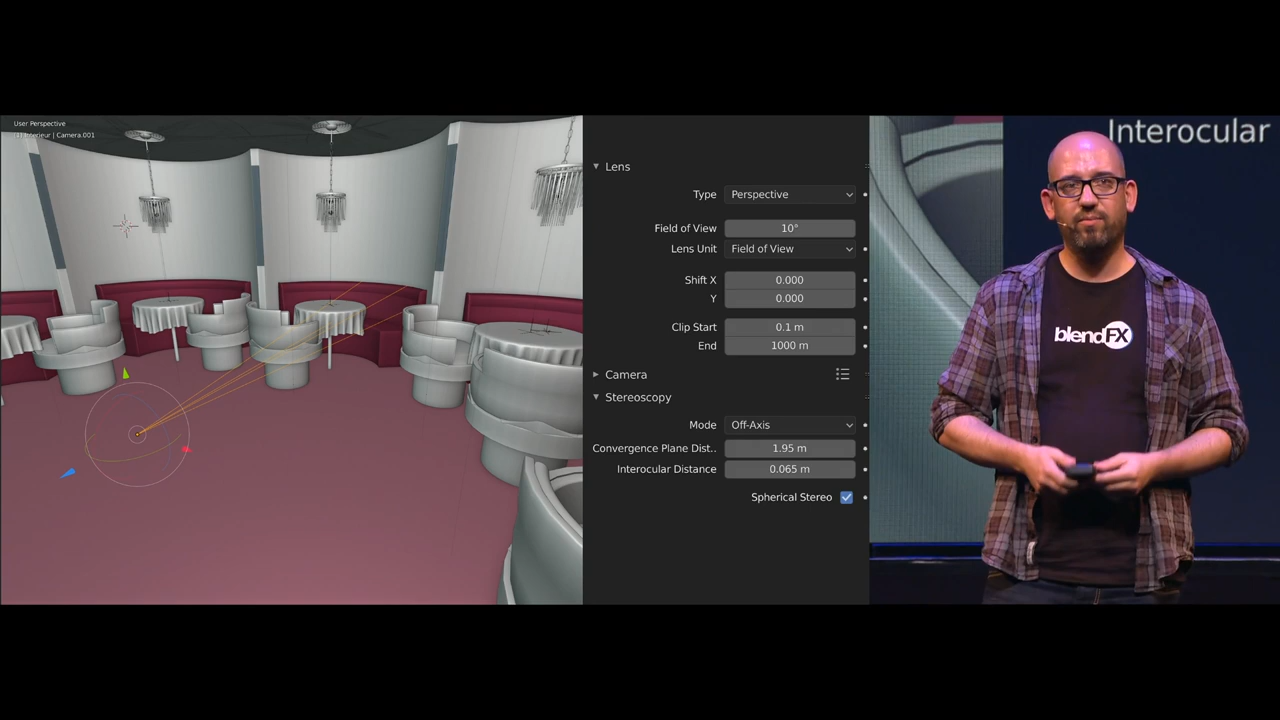 User Perspective
(1) Interieur | Camera.001
Lens
Type Perspective
Field of View 10°
Lens Unit Field of View
Shift X 0.000
Y 0.000
Clip Start 0.1 m
End 1000 m
Camera
Stereoscopy
Mode Off-Axis
Convergence Plane Dist.. 1.95 m
Interocular Distance 0.065 m
Spherical Stereo
Interocular
blendFX